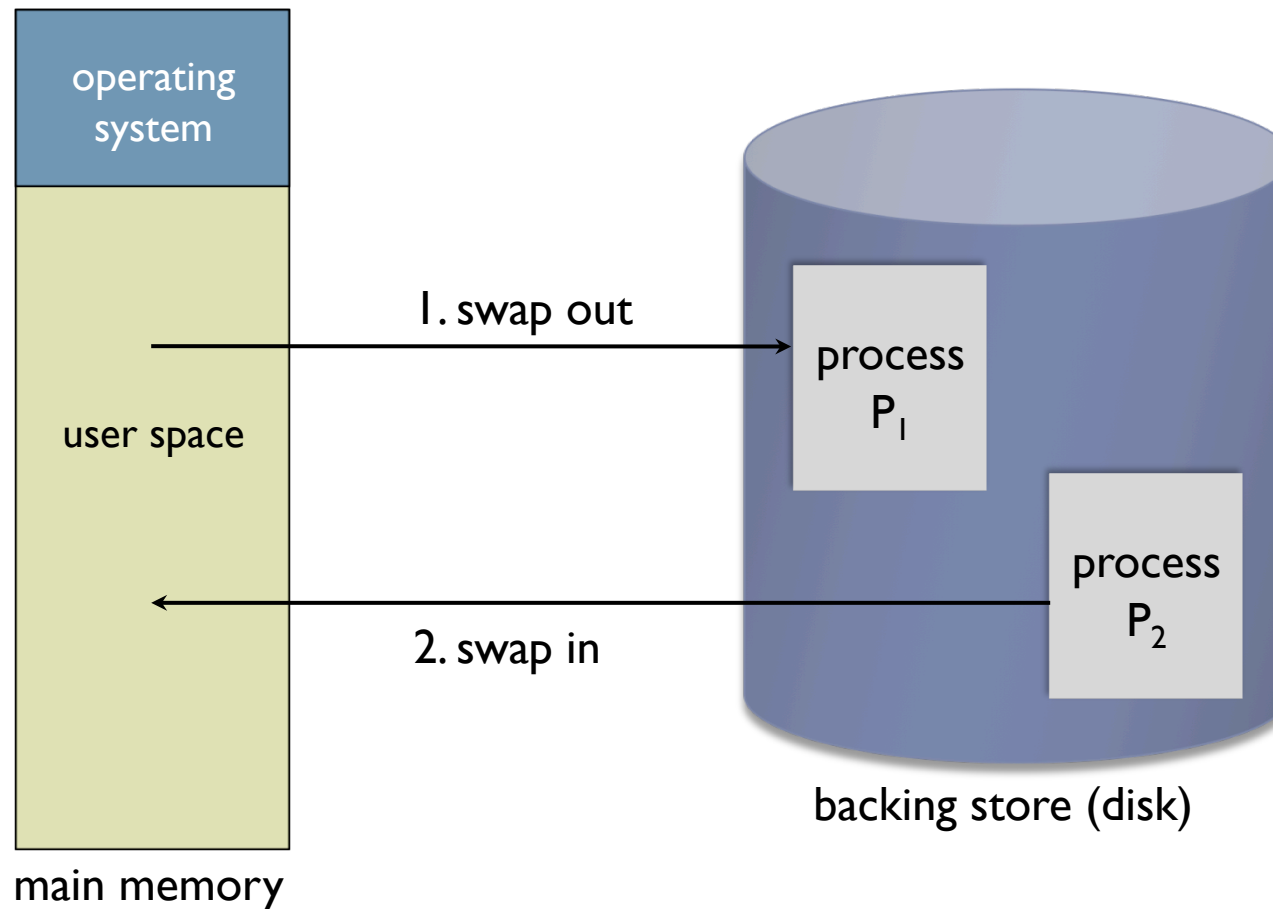 operating
system
1. swap out
process
P₁
user space
process
P₂
2. swap in
backing store (disk)
main memory